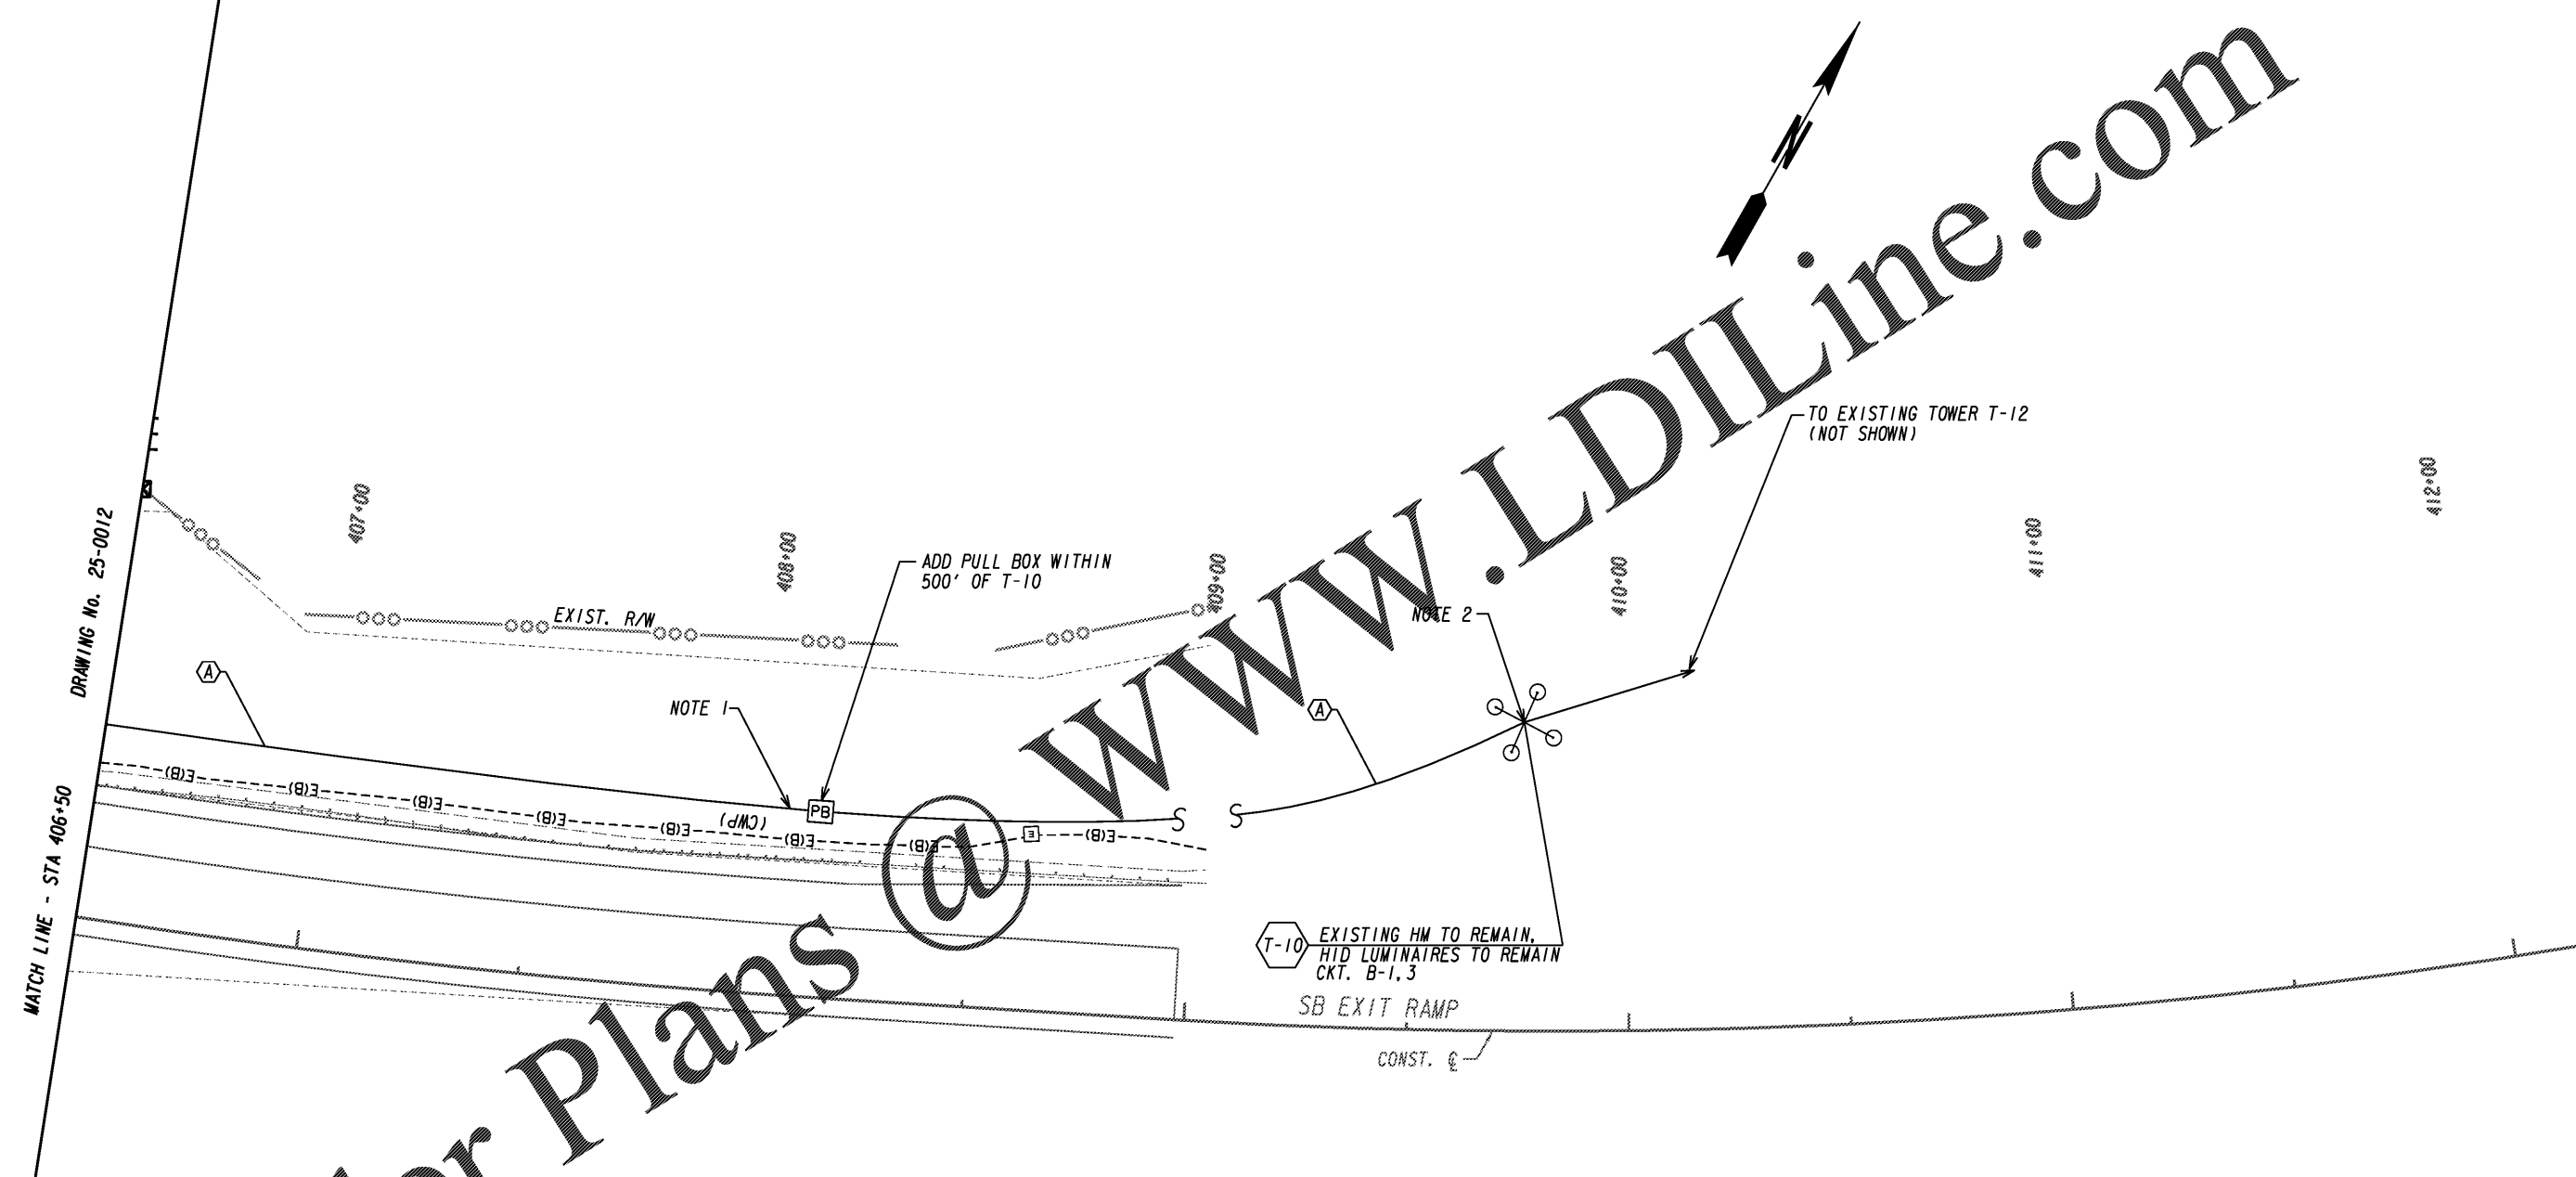 DRAWING No. 25-0012
MATCH LINE - STA 406+50
407+00
408+00
409+00
410+00
411+00
412+00
N
TO EXISTING TOWER T-12
(NOT SHOWN)
ADD PULL BOX WITHIN
500' OF T-10
EXIST. R/W
NOTE 2
A
NOTE 1
A
PB
E(B)
E(B)
E(B)
E(B)
E(B)
E(B)
E(B)
E(B)
(CWP)
E
T-10
EXISTING HM TO REMAIN,
HID LUMINAIRES TO REMAIN
CKT. B-1,3
SB EXIT RAMP
CONST. ℄
Plans @ www.LDILine.com